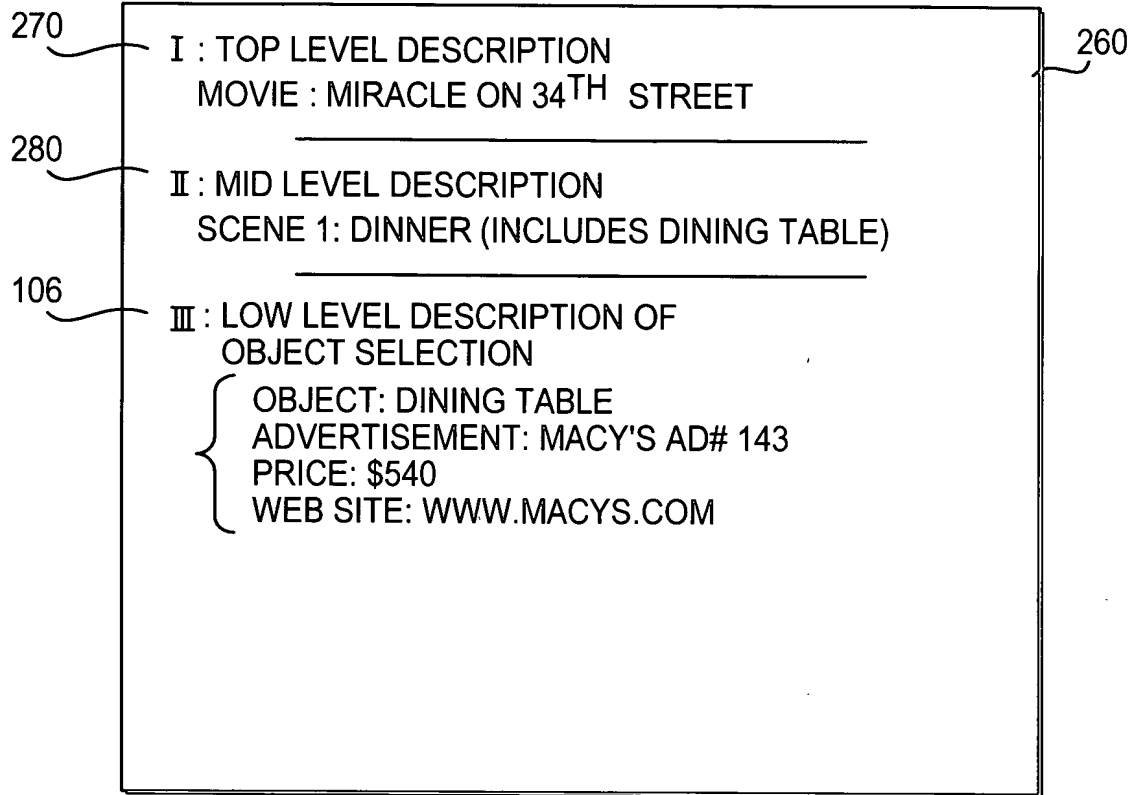 270
I : TOP LEVEL DESCRIPTION
260
MOVIE : MIRACLE ON 34TH STREET
280
II : MID LEVEL DESCRIPTION
SCENE 1: DINNER (INCLUDES DINING TABLE)
106
III : LOW LEVEL DESCRIPTION OF
OBJECT SELECTION
OBJECT: DINING TABLE
ADVERTISEMENT: MACY'S AD# 143
PRICE: $540
WEB SITE: WWW.MACYS.COM